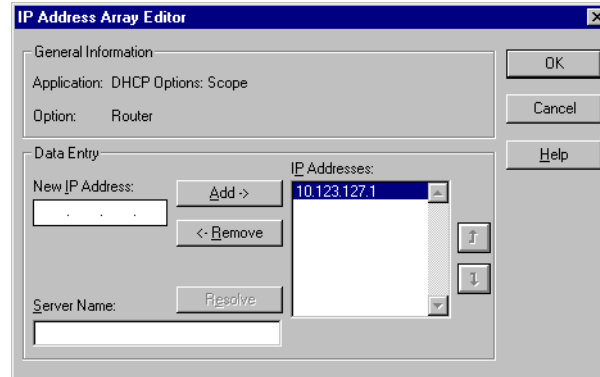 IP Address Array Editor
General Information
Application: DHCP Options: Scope
Option: Router
OK
Cancel
Help
Data Entry
New IP Address:
. . .
Add ->
<- Remove
IP Addresses:
10.123.127.1
Server Name:
Resolve